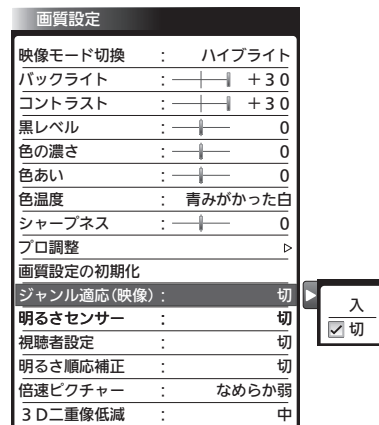 画質設定
映像モード切換 : ハイブライト
バックライト : +30
コントラスト : +30
黒レベル : 0
色の濃さ : 0
色あい : 0
色温度 : 青みがかった白
シャープネス : 0
プロ調整
画質設定の初期化
ジャンル適応(映像) : 切
明るさセンサー : 切
視聴者設定 : 切
明るさ順応補正 : 切
倍速ピクチャー : なめらか弱
3D二重像低減 : 中
入
切